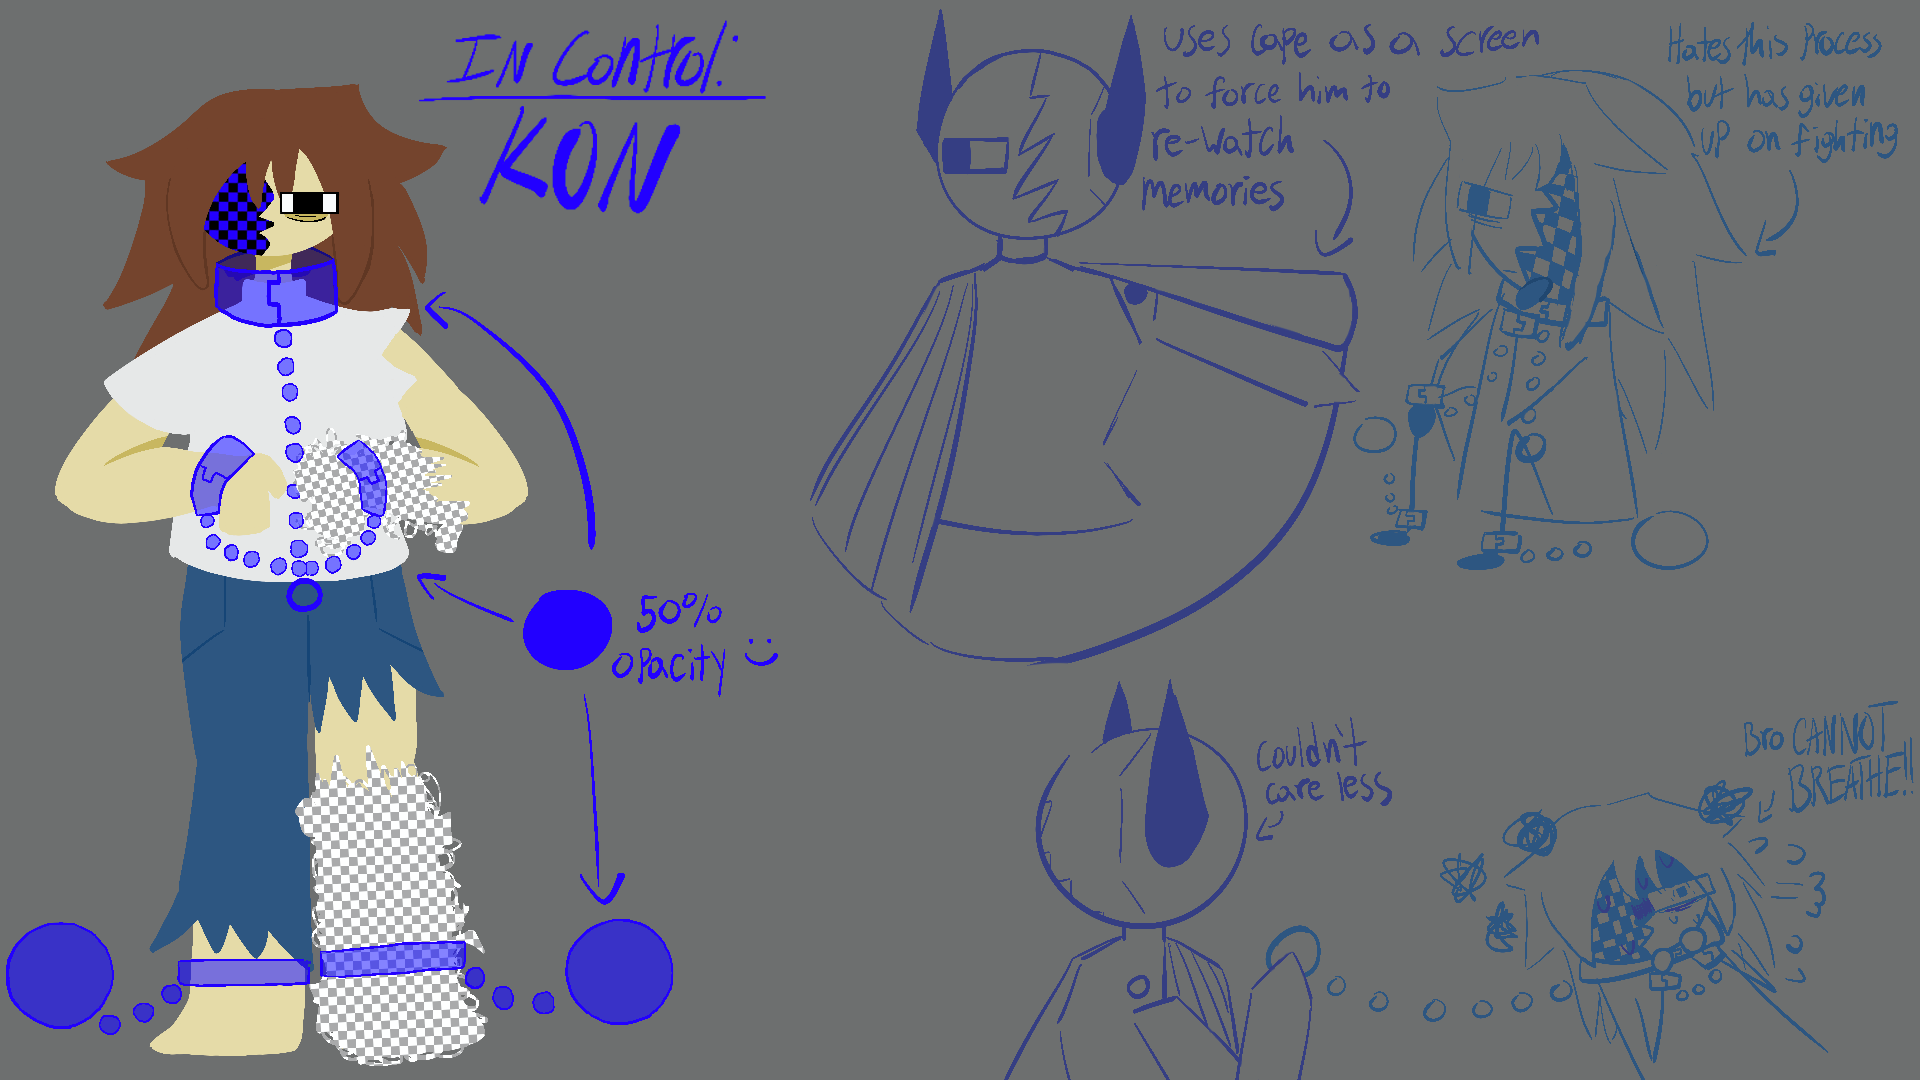 IN Control:
KON
50%
opacity :)
uses cape as a screen
to force him to
re-watch
memories
Hates this Process
but has given
up on fighting
Couldn't
care less
Bro CANNOT
BREATHE!!